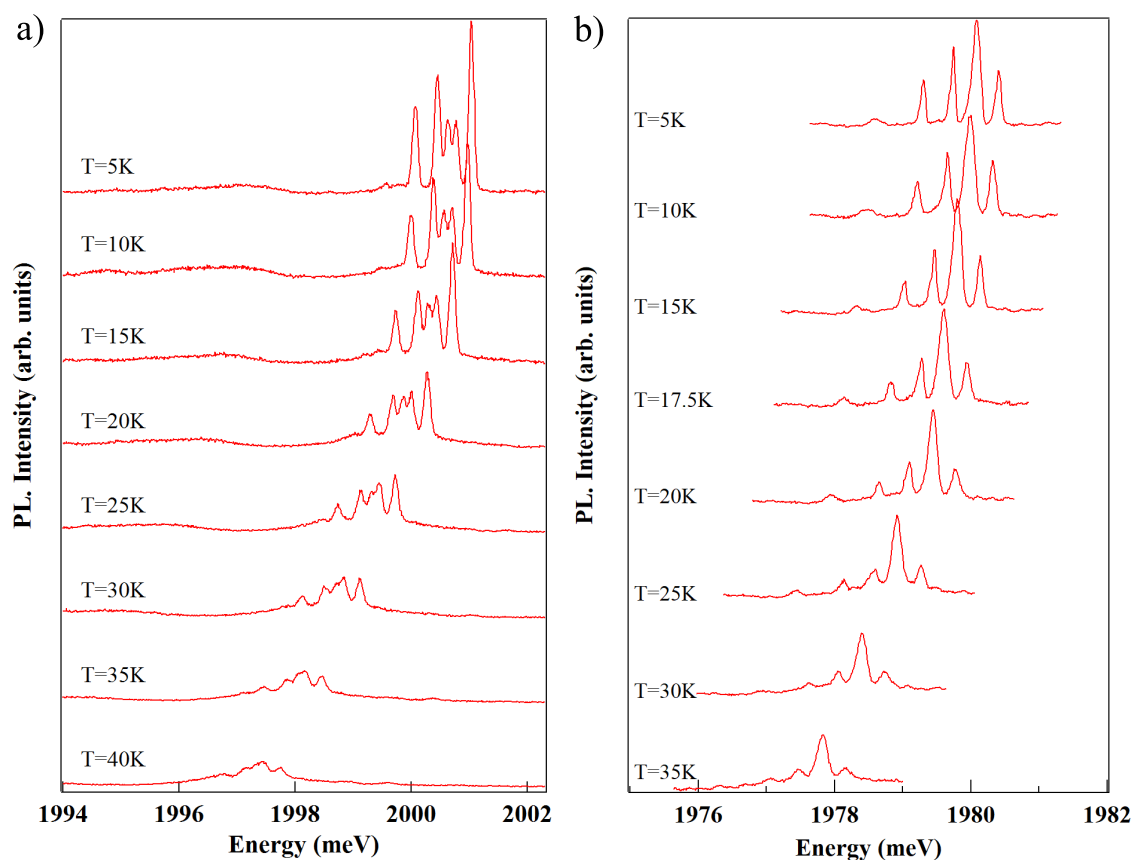 a)
PL. Intensity (arb. units)
T=5K
T=10K
T=15K
T=20K
T=25K
T=30K
T=35K
T=40K
1994 1996 1998 2000 2002
Energy (meV)
b)
PL. Intensity (arb. units)
T=5K
T=10K
T=15K
T=17.5K
T=20K
T=25K
T=30K
T=35K
1976 1978 1980 1982
Energy (meV)